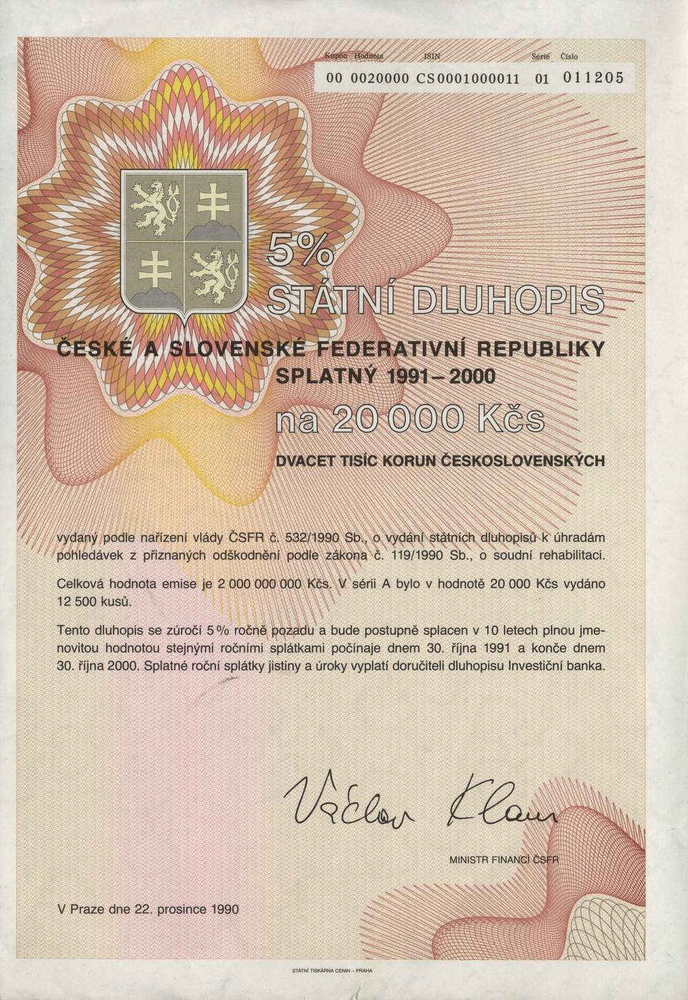 Kupón Hodnota ISIN Série Číslo
00 0020000 CS0001000011 01 011205
5%
STÁTNÍ DLUHOPIS
ČESKÉ A SLOVENSKÉ FEDERATIVNÍ REPUBLIKY
SPLATNÝ 1991–2000
na 20 000 Kčs
DVACET TISÍC KORUN ČESKOSLOVENSKÝCH
vydaný podle nařízení vlády ČSFR č. 532/1990 Sb., o vydání státních dluhopisů k úhradám
pohledávek z přiznaných odškodnění podle zákona č. 119/1990 Sb., o soudní rehabilitaci.
Celková hodnota emise je 2 000 000 000 Kčs. V sérii A bylo v hodnotě 20 000 Kčs vydáno
12 500 kusů.
Tento dluhopis se zúročí 5 % ročně pozadu a bude postupně splacen v 10 letech plnou jme-
novitou hodnotou stejnými ročními splátkami počínaje dnem 30. října 1991 a konče dnem
30. října 2000. Splatné roční splátky jistiny a úroky vyplatí doručiteli dluhopisu Investiční banka.
Václav Klaus
MINISTR FINANCÍ ČSFR
V Praze dne 22. prosince 1990
STÁTNÍ TISKÁRNA CENIN – PRAHA